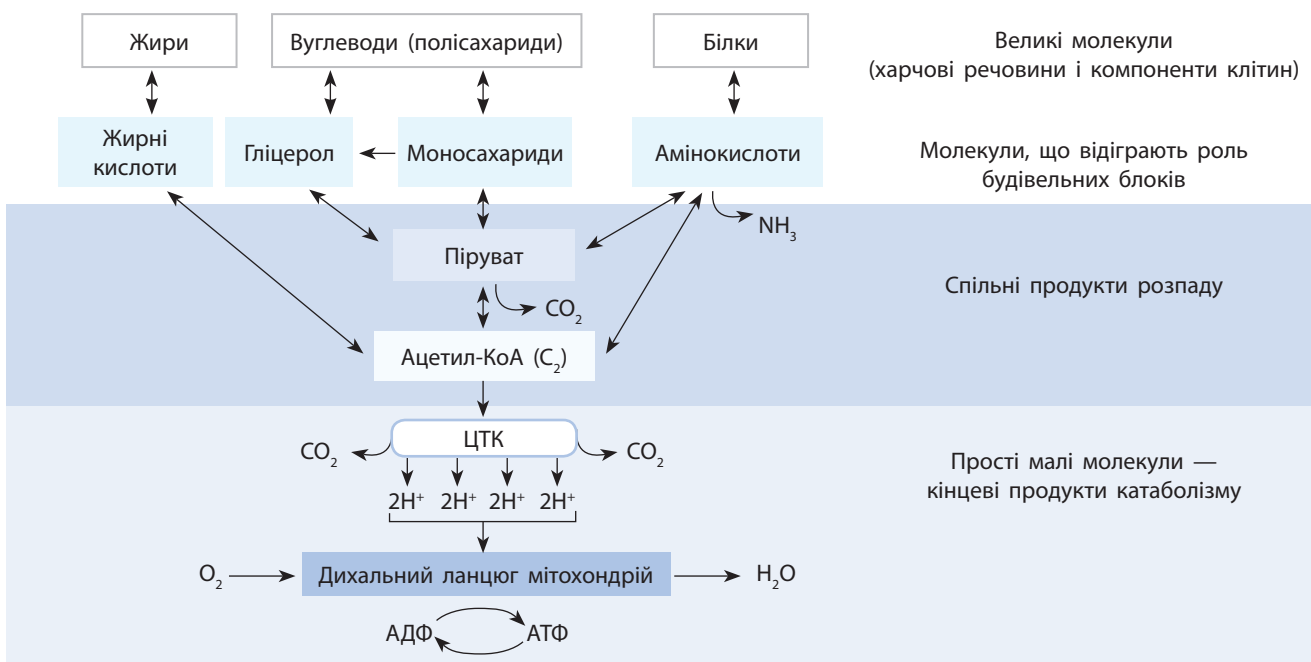 Жири
Вуглеводи (полісахариди)
Білки
Великі молекули
(харчові речовини і компоненти клітин)
Жирні
кислоти
Гліцерол
Моносахариди
Амінокислоти
Молекули, що відіграють роль
будівельних блоків
NH₃
Піруват
CO₂
Спільні продукти розпаду
Ацетил-КоА (C₂)
ЦТК
CO₂
CO₂
Прості малі молекули —
кінцеві продукти катаболізму
2H⁺ 2H⁺ 2H⁺ 2H⁺
O₂
Дихальний ланцюг мітохондрій
H₂O
АДФ
АТФ